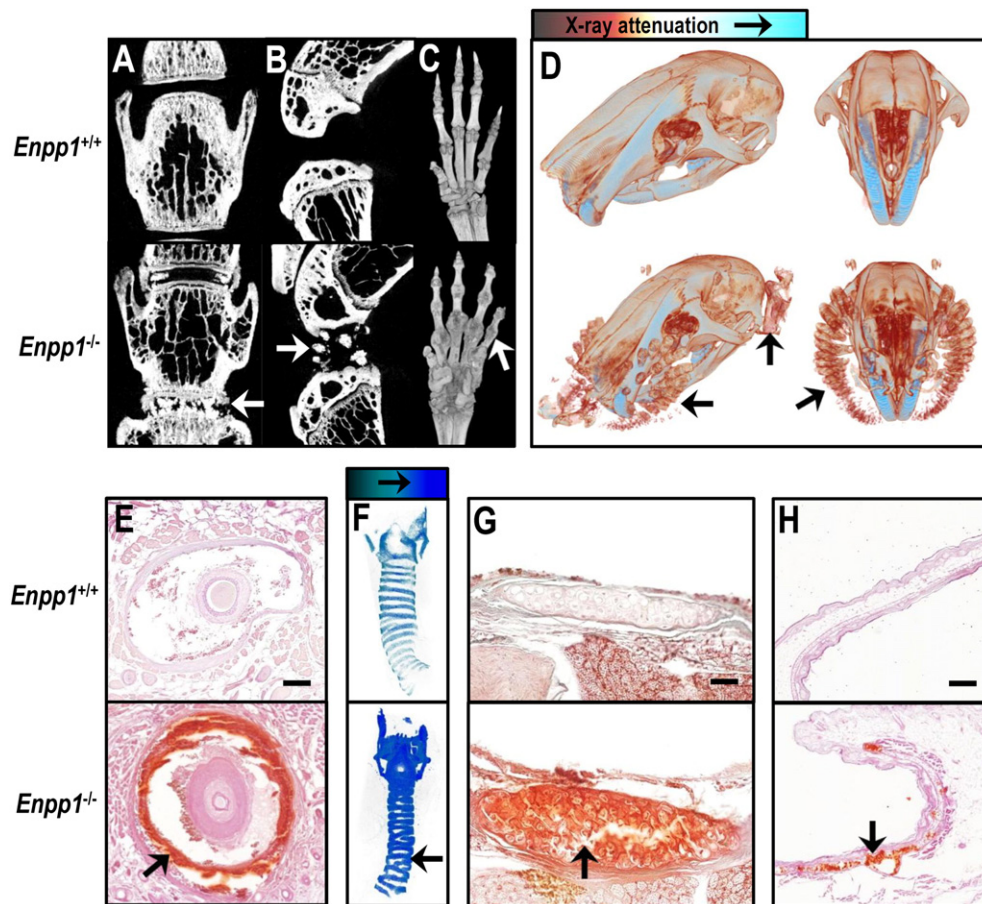 X-ray attenuation
A
B
C
D
Enpp1+/+
Enpp1-/-
E
F
G
H
Enpp1+/+
Enpp1-/-